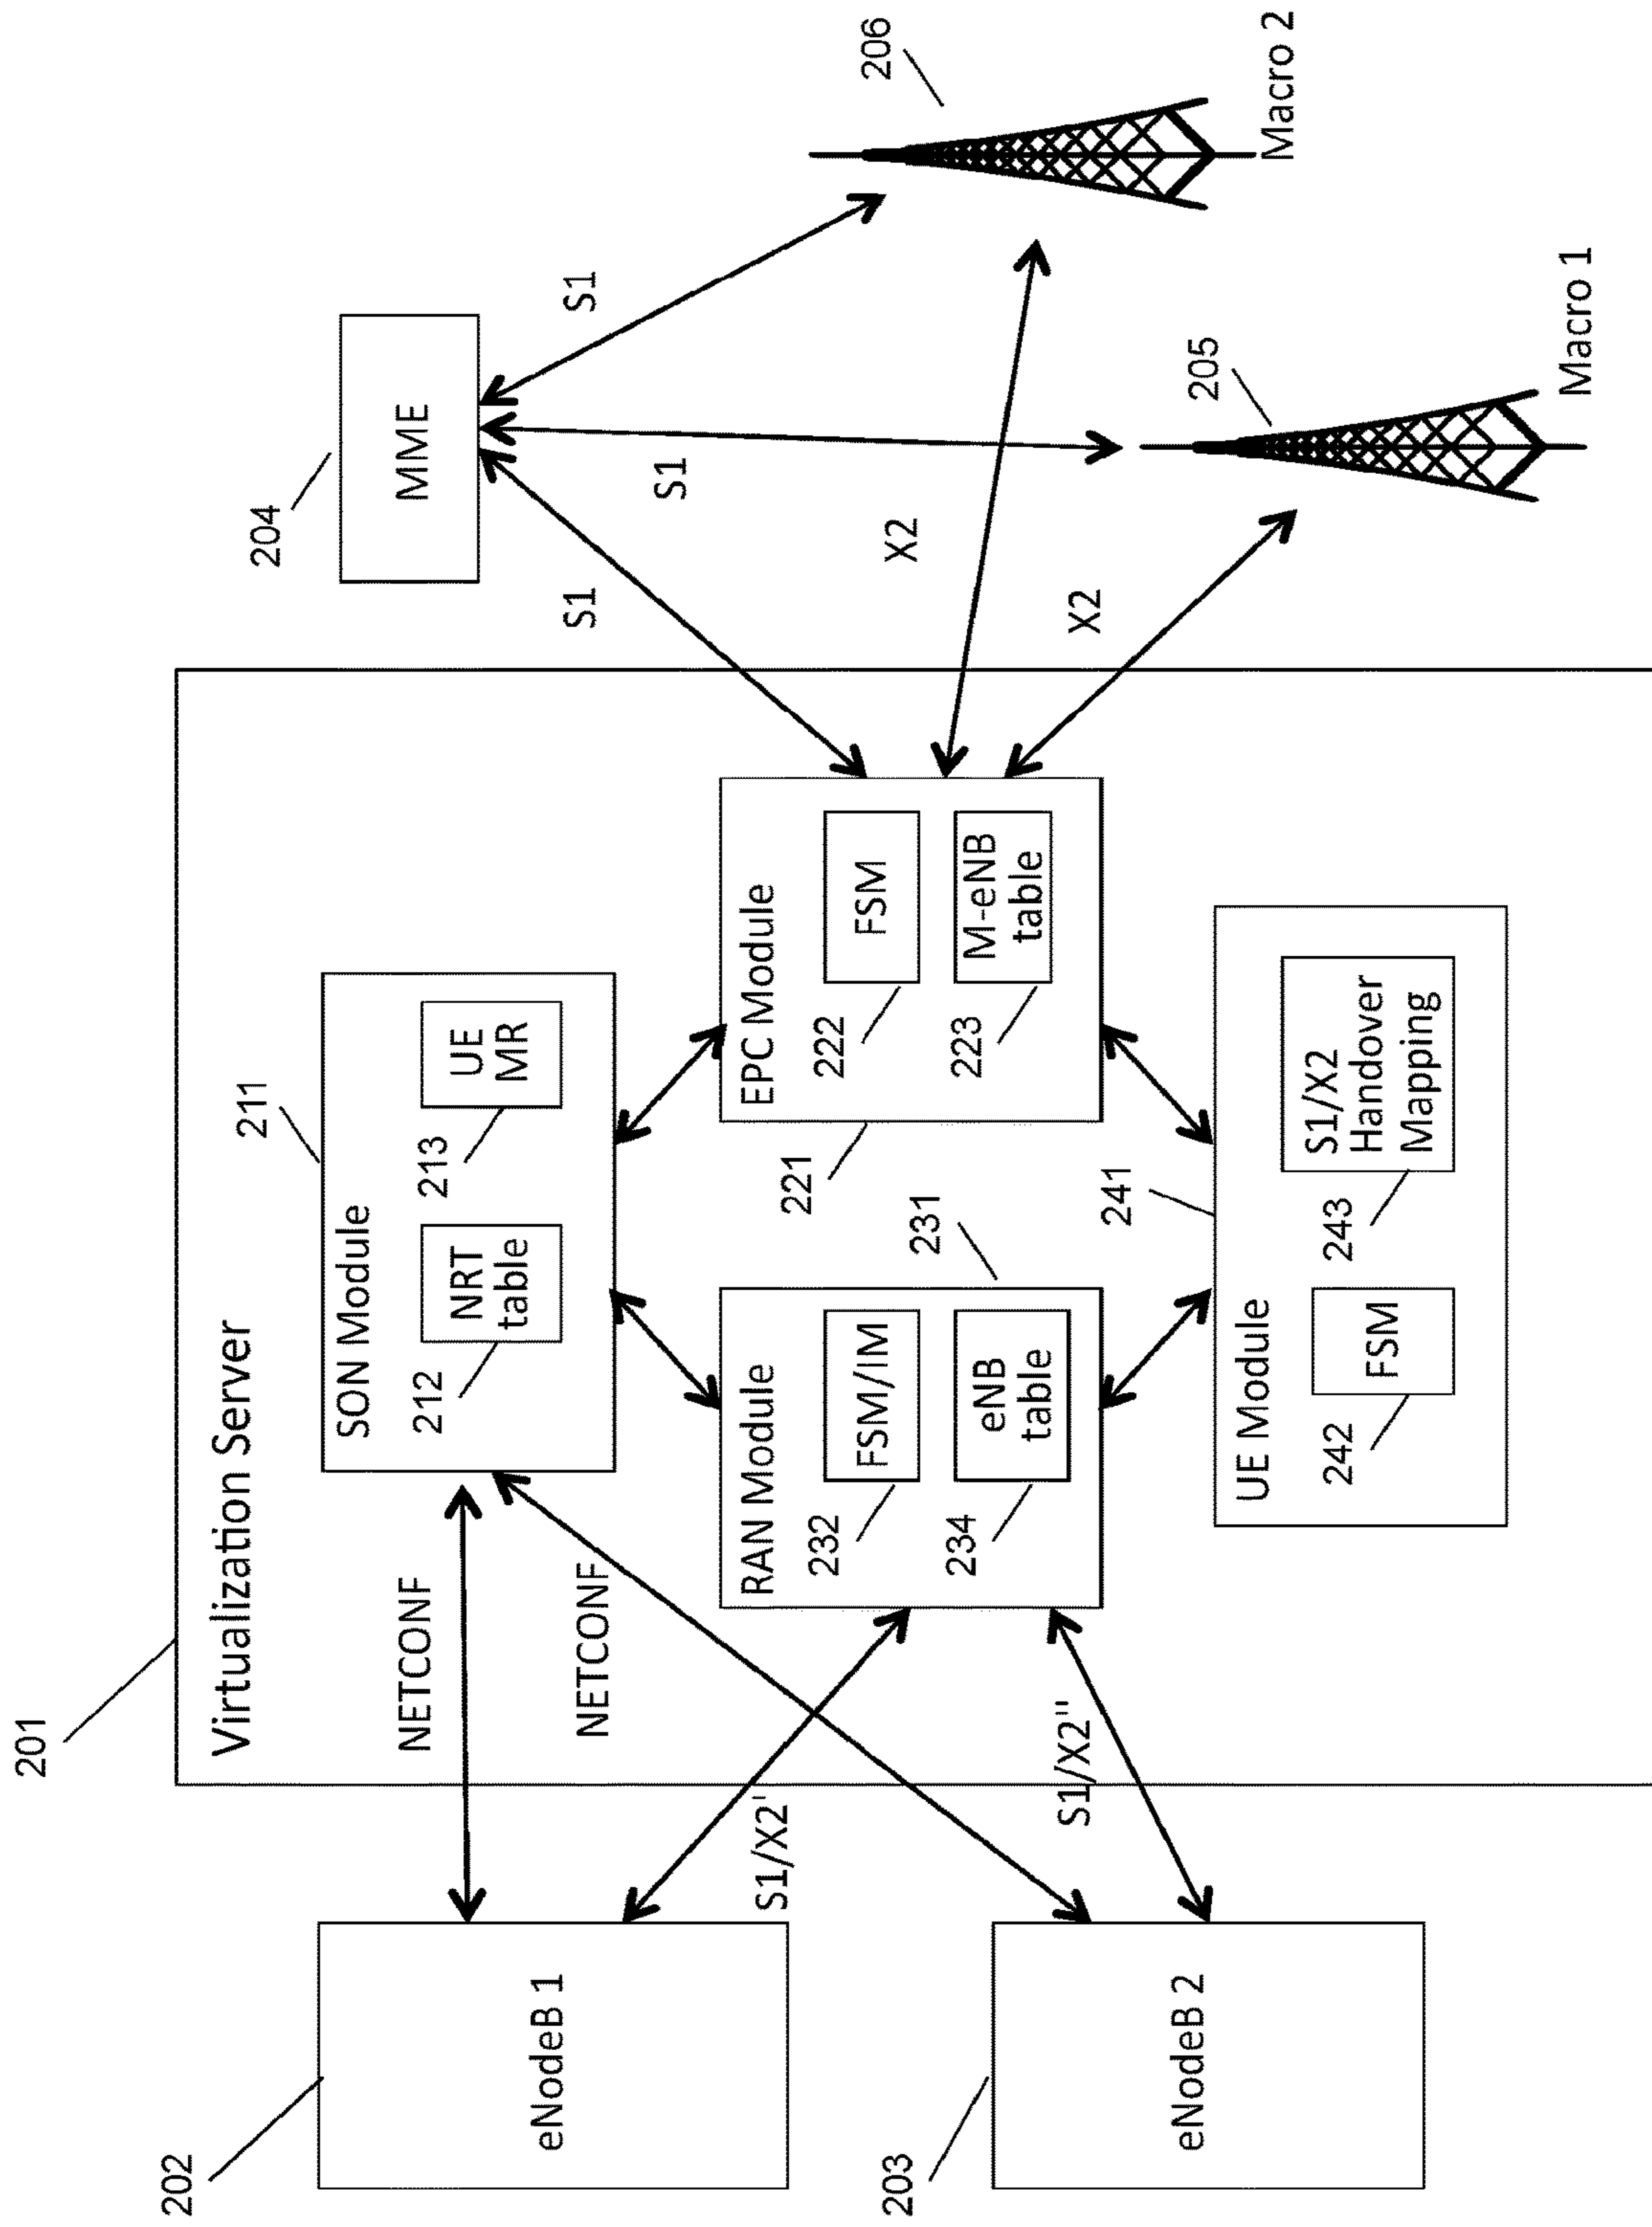 201
Virtualization Server
202
eNodeB 1
203
eNodeB 2
NETCONF
NETCONF
S1/X2'
S1/X2''
211
SON Module
212
NRT
table
213
UE
MR
231
RAN Module
232
FSM/IM
234
eNB
table
221
EPC Module
222
FSM
223
M-eNB
table
241
UE Module
242
FSM
243
S1/X2
Handover
Mapping
204
MME
S1
S1
S1
X2
X2
205
Macro 1
206
Macro 2